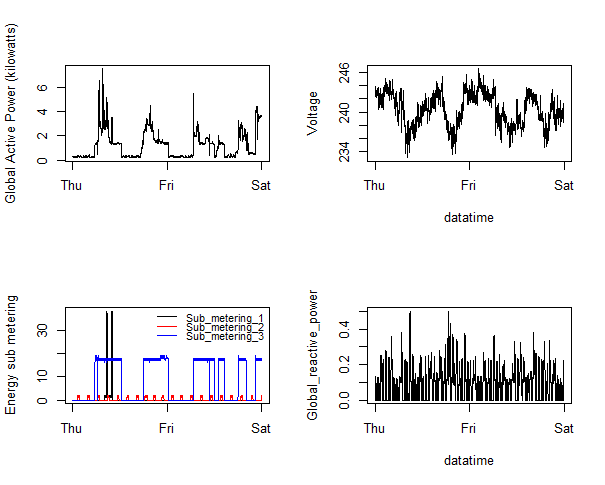 Global Active Power (kilowatts)
0 2 4 6
Thu Fri Sat
Voltage
234 240 246
Thu Fri Sat
datatime
Energy sub metering
0 10 30
Sub_metering_1
Sub_metering_2
Sub_metering_3
Thu Fri Sat
Global_reactive_power
0.0 0.2 0.4
Thu Fri Sat
datatime